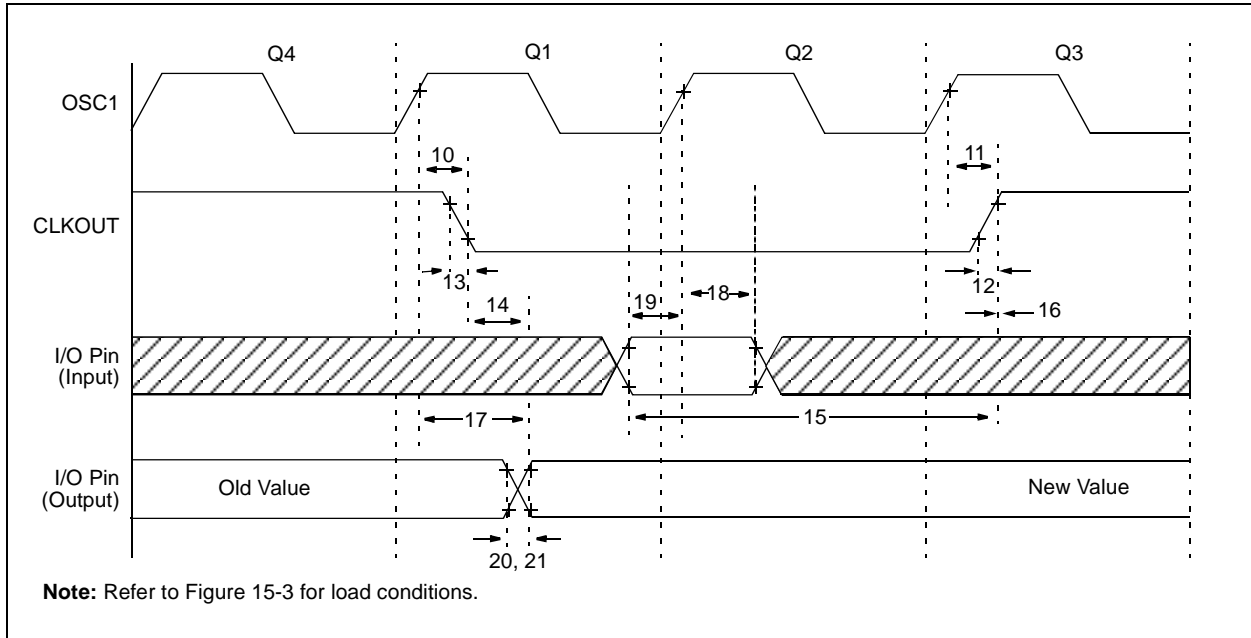 Q4 Q1 Q2 Q3
OSC1
10 11
CLKOUT
13 12
14 19 18 16
I/O Pin
(Input)
17 15
I/O Pin
(Output)
Old Value New Value
20, 21
Note: Refer to Figure 15-3 for load conditions.